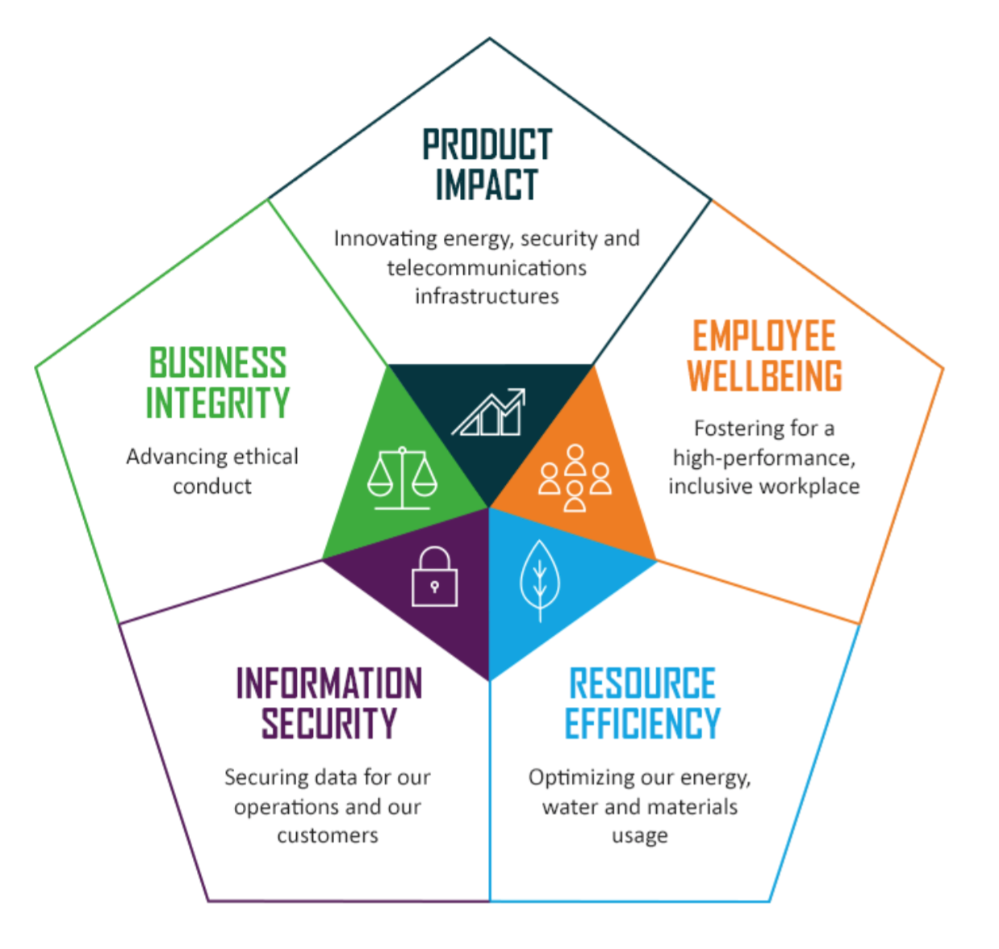 PRODUCT
IMPACT
Innovating energy, security and
telecommunications
infrastructures
EMPLOYEE
WELLBEING
Fostering for a
high-performance,
inclusive workplace
BUSINESS
INTEGRITY
Advancing ethical
conduct
INFORMATION
SECURITY
Securing data for our
operations and our
customers
RESOURCE
EFFICIENCY
Optimizing our energy,
water and materials
usage